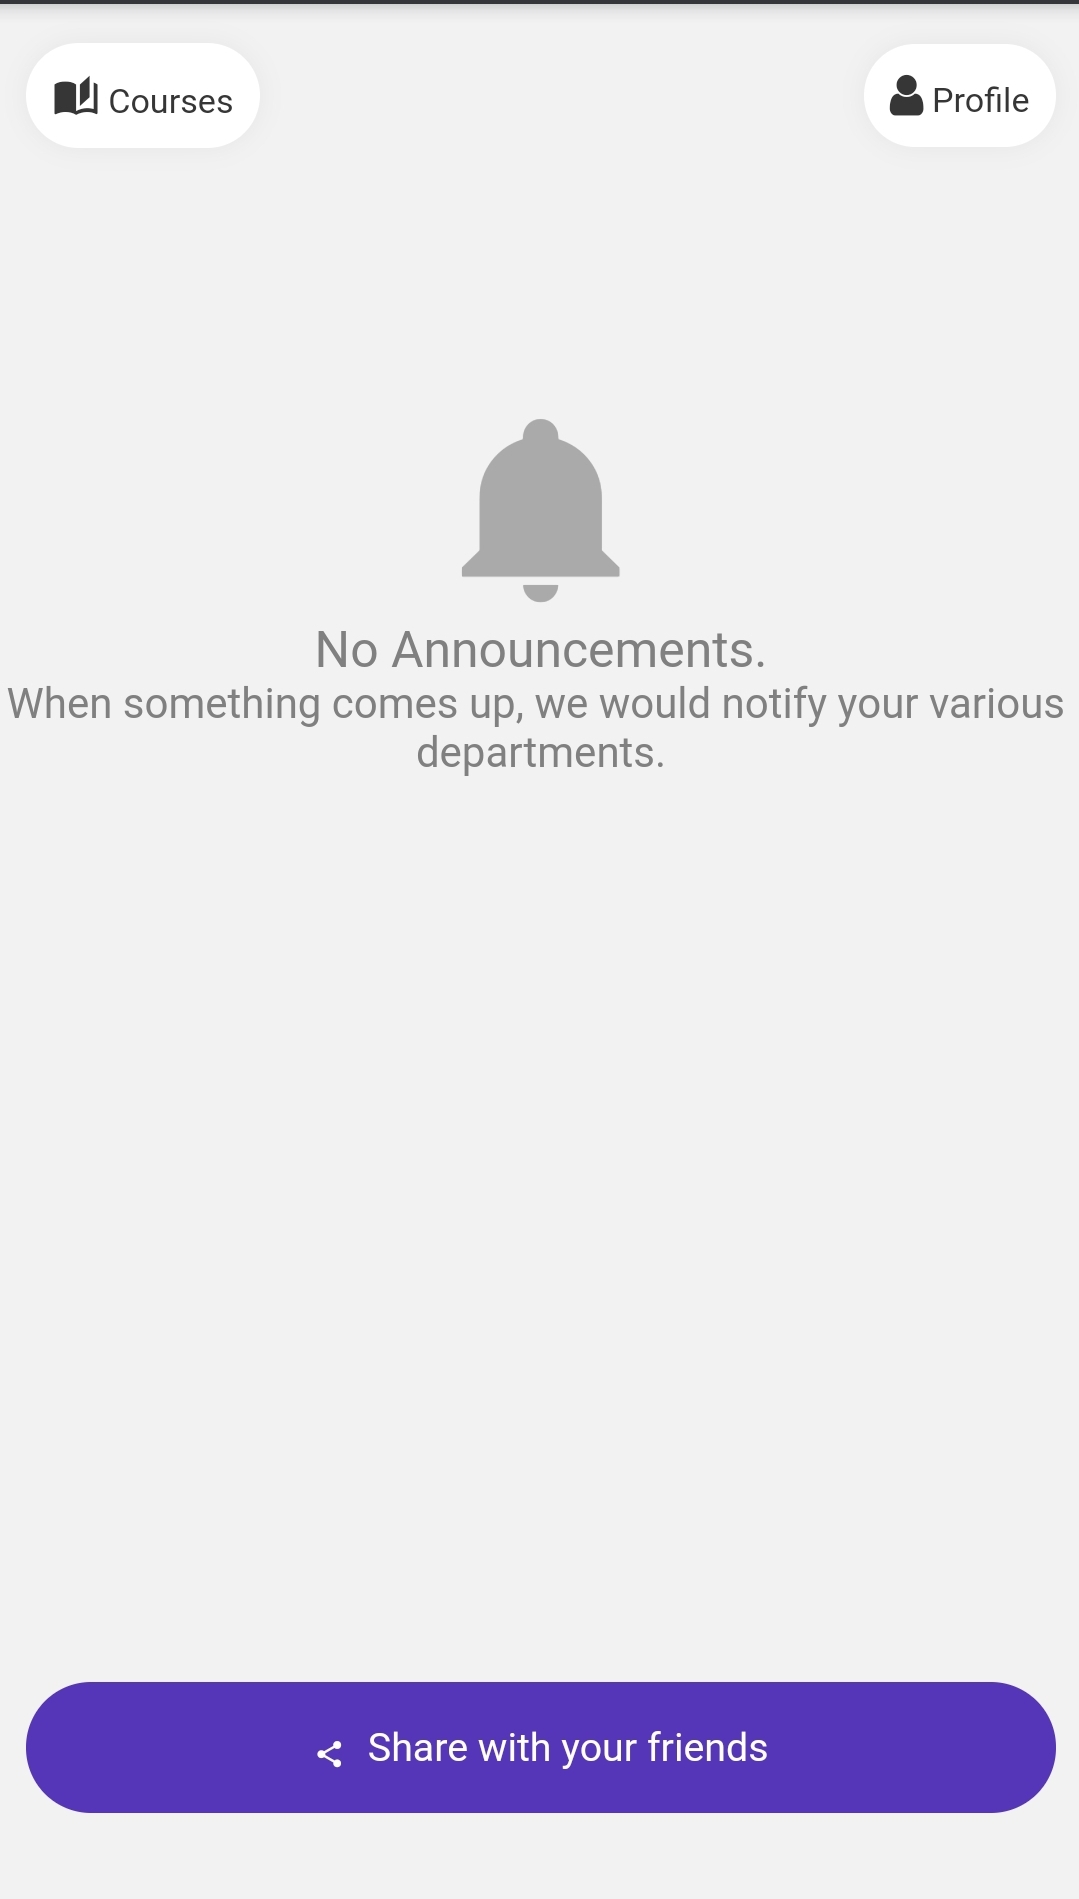 Courses
Profile
No Announcements.
When something comes up, we would notify your various
departments.
Share with your friends